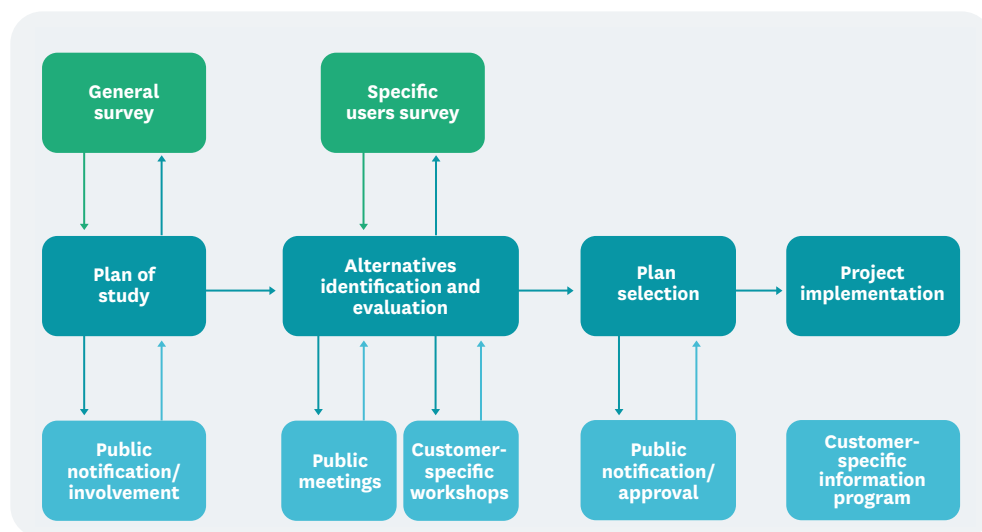 General
survey
Specific
users survey
Plan of
study
Alternatives
identification and
evaluation
Plan
selection
Project
implementation
Public
notification/
involvement
Public
meetings
Customer-
specific
workshops
Public
notification/
approval
Customer-
specific
information
program